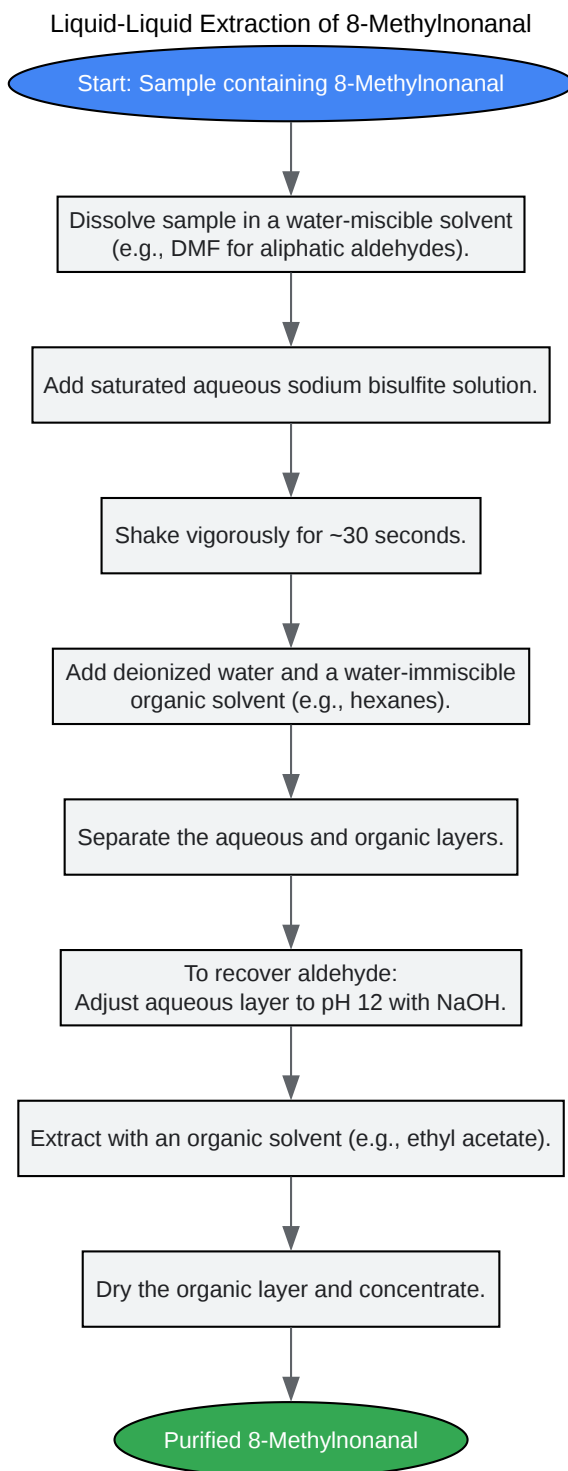 Liquid-Liquid Extraction of 8-Methylnonanal
Start: Sample containing 8-Methylnonanal
Dissolve sample in a water-miscible solvent
(e.g., DMF for aliphatic aldehydes).
Add saturated aqueous sodium bisulfite solution.
Shake vigorously for ~30 seconds.
Add deionized water and a water-immiscible
organic solvent (e.g., hexanes).
Separate the aqueous and organic layers.
To recover aldehyde:
Adjust aqueous layer to pH 12 with NaOH.
Extract with an organic solvent (e.g., ethyl acetate).
Dry the organic layer and concentrate.
Purified 8-Methylnonanal